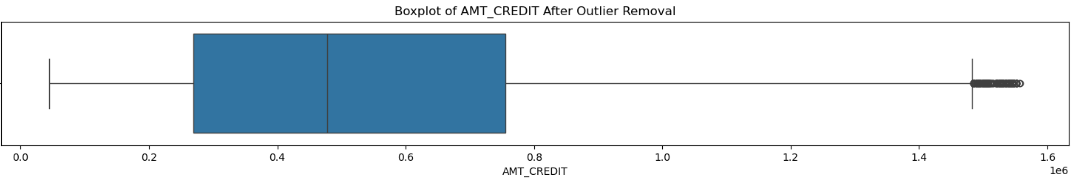 Boxplot of AMT_CREDIT After Outlier Removal
0.0 0.2 0.4 0.6 0.8 1.0 1.2 1.4 1.6
1e6
AMT_CREDIT